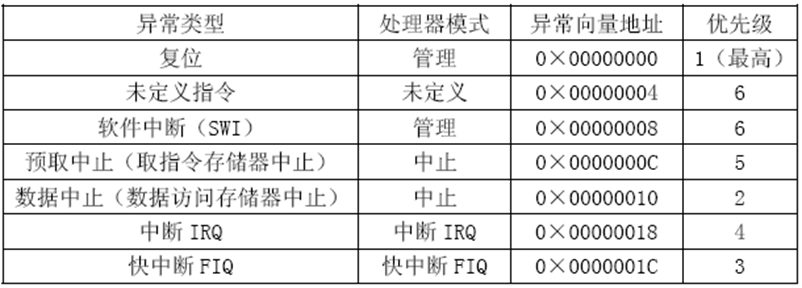 异常类型 处理器模式 异常向量地址 优先级
复位 管理 0×00000000 1（最高）
未定义指令 未定义 0×00000004 6
软件中断（SWI） 管理 0×00000008 6
预取中止（取指令存储器中止） 中止 0×0000000C 5
数据中止（数据访问存储器中止） 中止 0×00000010 2
中断 IRQ 中断 IRQ 0×00000018 4
快中断 FIQ 快中断 FIQ 0×0000001C 3